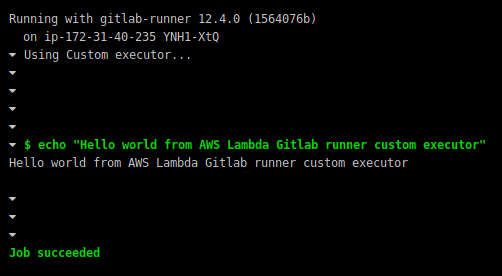 Running with gitlab-runner 12.4.0 (1564076b)
on ip-172-31-40-235 YNH1-XtQ
Using Custom executor...
$ echo "Hello world from AWS Lambda Gitlab runner custom executor"
Hello world from AWS Lambda Gitlab runner custom executor
Job succeeded